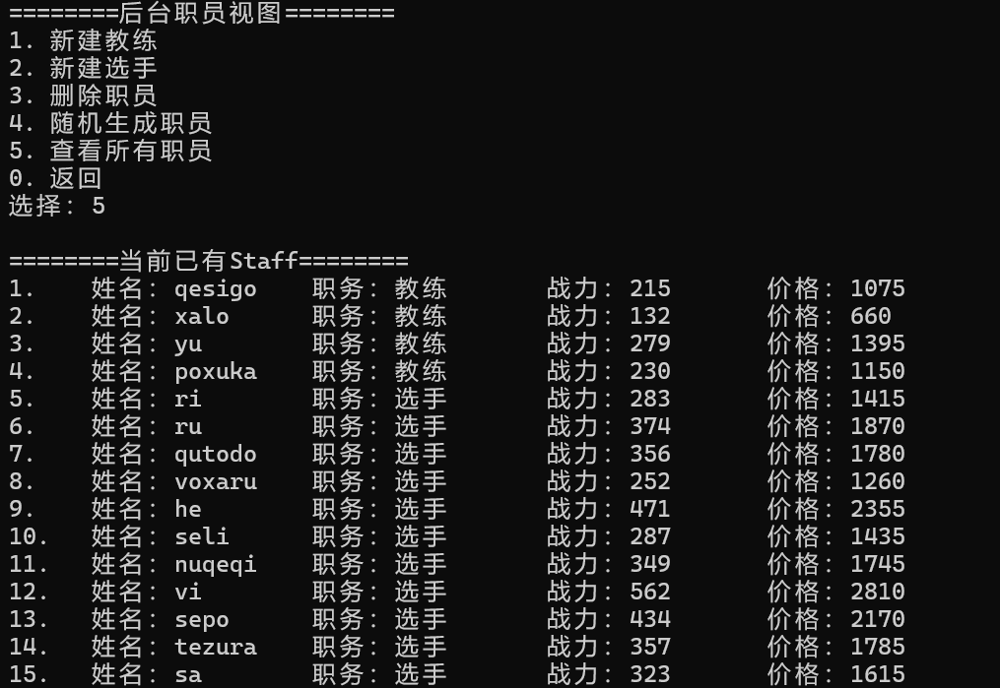 ========后台职员视图========
1. 新建教练
2. 新建选手
3. 删除职员
4. 随机生成职员
5. 查看所有职员
0. 返回
选择: 5
========当前已有Staff========
1. 姓名: qesigo 职务: 教练 战力: 215 价格: 1075
2. 姓名: xalo 职务: 教练 战力: 132 价格: 660
3. 姓名: yu 职务: 教练 战力: 279 价格: 1395
4. 姓名: poxuka 职务: 教练 战力: 230 价格: 1150
5. 姓名: ri 职务: 选手 战力: 283 价格: 1415
6. 姓名: ru 职务: 选手 战力: 374 价格: 1870
7. 姓名: qutodo 职务: 选手 战力: 356 价格: 1780
8. 姓名: voxaru 职务: 选手 战力: 252 价格: 1260
9. 姓名: he 职务: 选手 战力: 471 价格: 2355
10. 姓名: seli 职务: 选手 战力: 287 价格: 1435
11. 姓名: nuqeqi 职务: 选手 战力: 349 价格: 1745
12. 姓名: vi 职务: 选手 战力: 562 价格: 2810
13. 姓名: sepo 职务: 选手 战力: 434 价格: 2170
14. 姓名: tezura 职务: 选手 战力: 357 价格: 1785
15. 姓名: sa 职务: 选手 战力: 323 价格: 1615